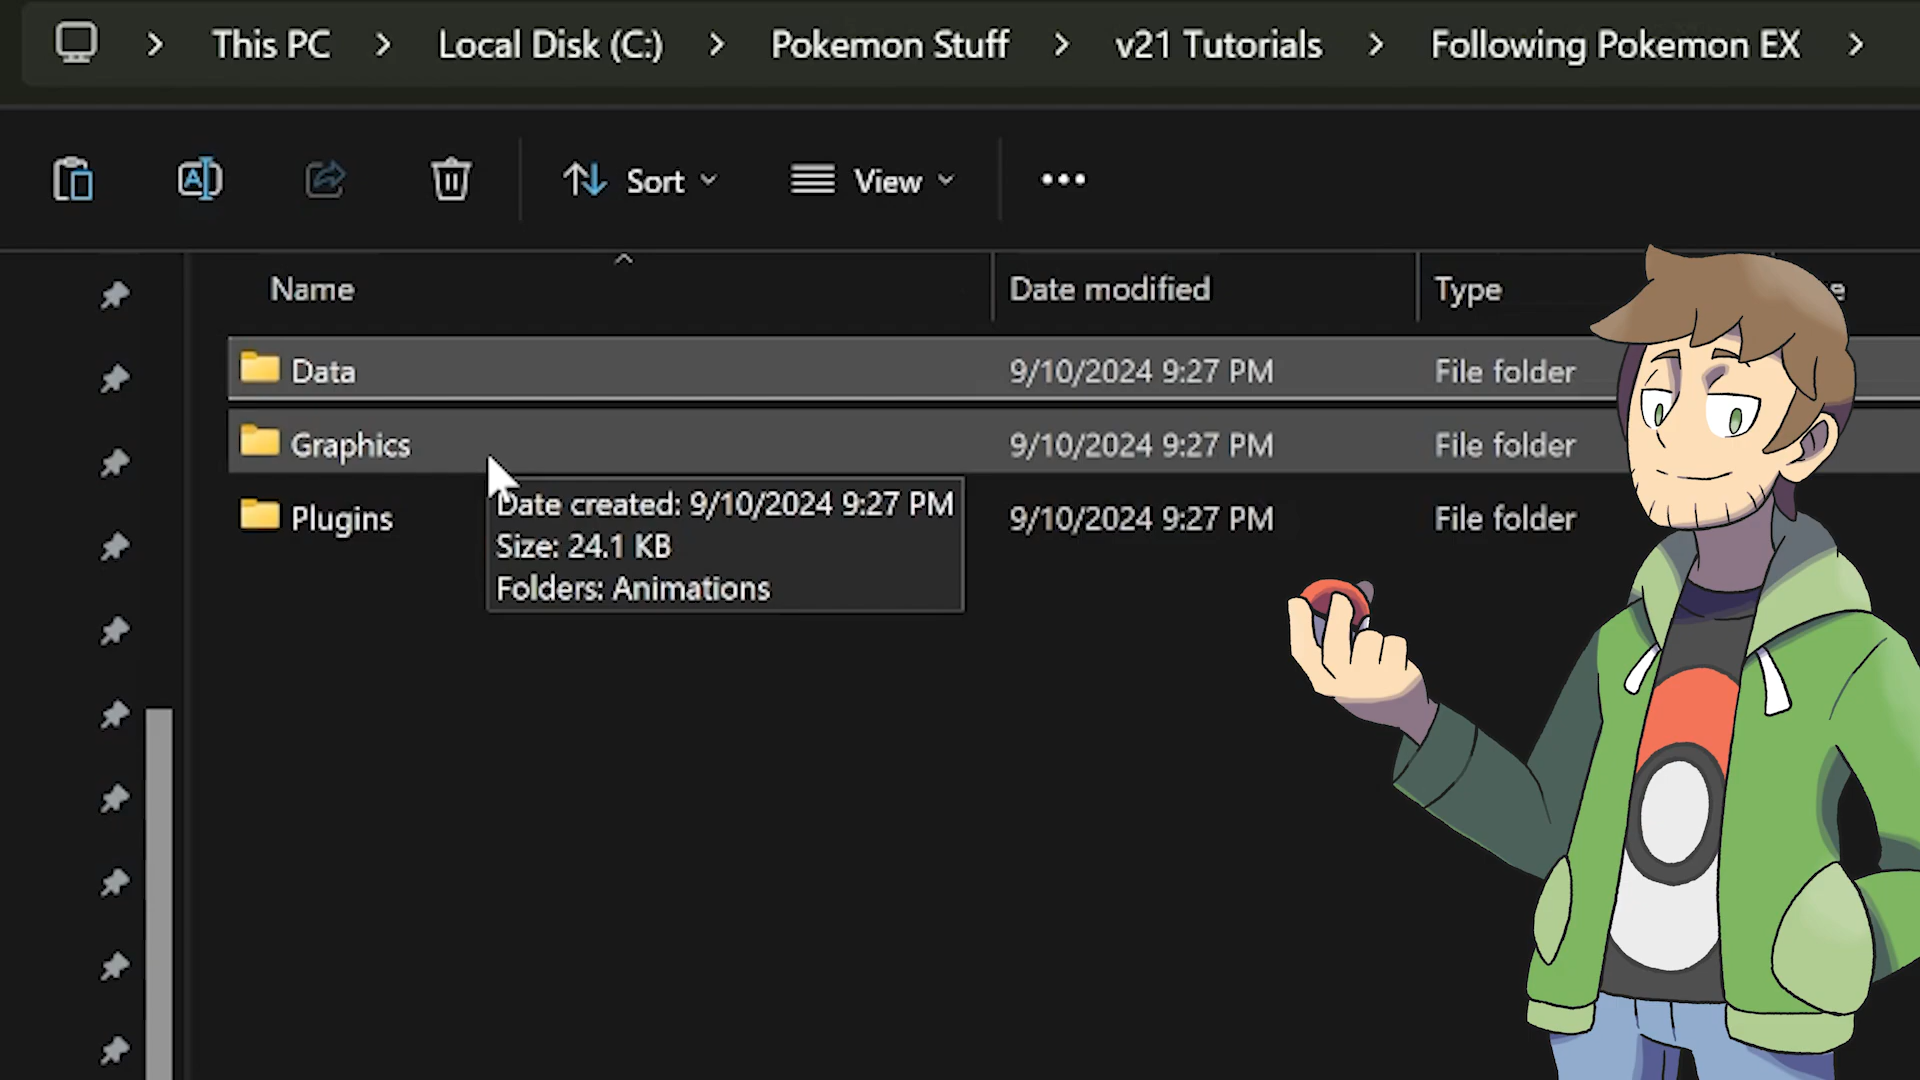 This PC > Local Disk (C:) > Pokemon Stuff > v21 Tutorials > Following Pokemon EX >
Sort View •••
Name Date modified Type
Data 9/10/2024 9:27 PM File folder
Graphics 9/10/2024 9:27 PM File folder
Plugins 9/10/2024 9:27 PM File folder
Date created: 9/10/2024 9:27 PM
Size: 24.1 KB
Folders: Animations